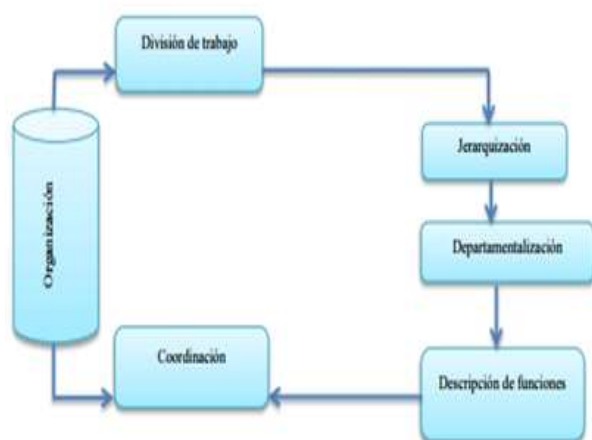 División de trabajo
Jerarquización
Organización
Departamentalización
Coordinación
Descripción de funciones